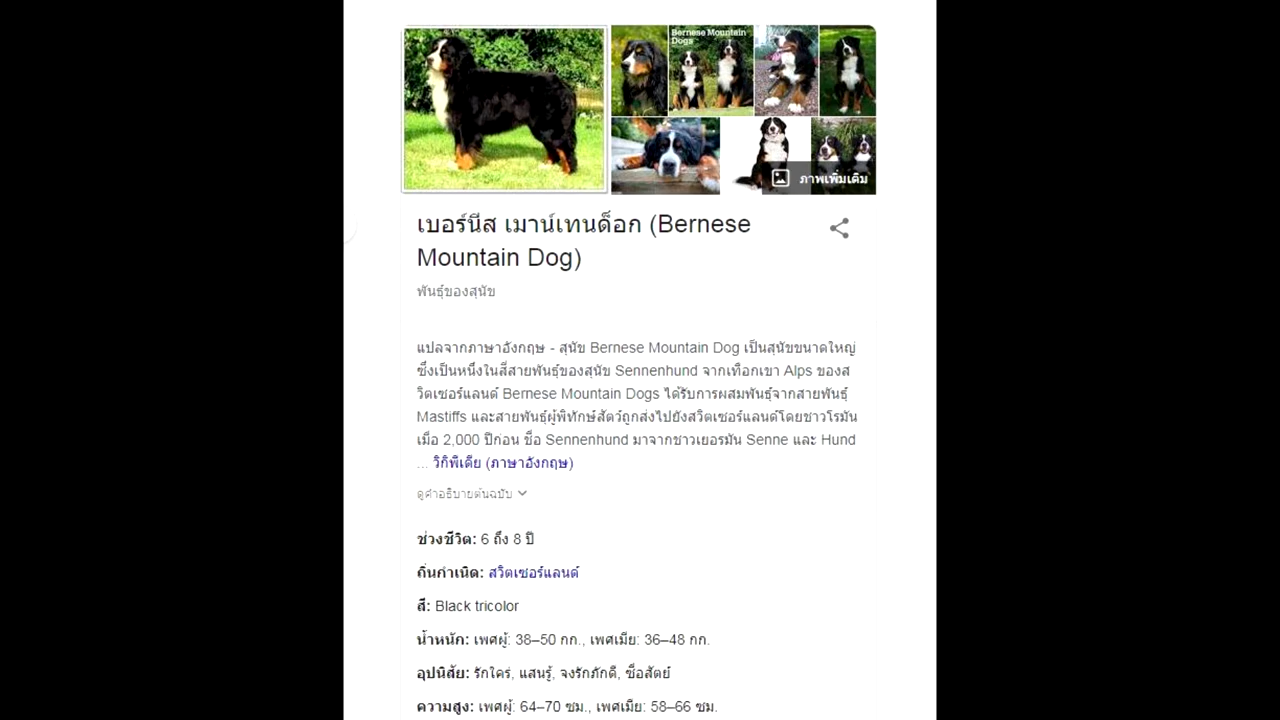 Bernese Mountain
Dogs
ภาพเพิ่มเติม
เบอร์นีส เมาน์เทนด็อก (Bernese
Mountain Dog)
พันธุ์ของสุนัข
แปลจากภาษาอังกฤษ - สุนัข Bernese Mountain Dog เป็นสุนัขขนาดใหญ่
ซึ่งเป็นหนึ่งในสี่สายพันธุ์ของสุนัข Sennenhund จากเทือกเขา Alps ของส
วิตเซอร์แลนด์ Bernese Mountain Dogs ได้รับการผสมพันธุ์จากสายพันธุ์
Mastiffs และสายพันธุ์ผู้พิทักษ์สัตว์ถูกส่งไปยังสวิตเซอร์แลนด์โดยชาวโรมัน
เมื่อ 2,000 ปีก่อน ชื่อ Sennenhund มาจากชาวเยอรมัน Senne และ Hund
... วิกิพีเดีย (ภาษาอังกฤษ)
ดูคำอธิบายต้นฉบับ
ช่วงชีวิต: 6 ถึง 8 ปี
ถิ่นกำเนิด: สวิตเซอร์แลนด์
สี: Black tricolor
น้ำหนัก: เพศผู้: 38–50 กก., เพศเมีย: 36–48 กก.
อุปนิสัย: รักใคร่, แสนรู้, จงรักภักดี, ซื่อสัตย์
ความสูง: เพศผู้: 64–70 ซม., เพศเมีย: 58–66 ซม.